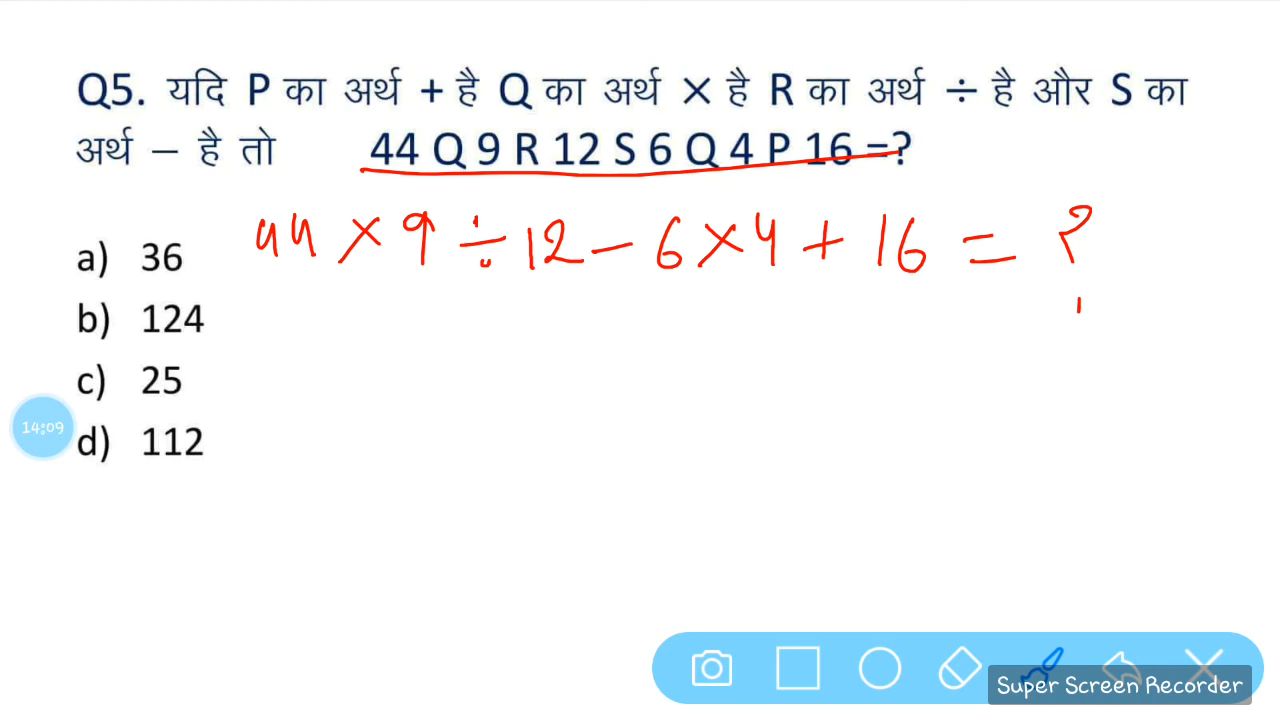 Q5. यदि P का अर्थ + है Q का अर्थ × है R का अर्थ ÷ है और S का
अर्थ – है तो 44 Q 9 R 12 S 6 Q 4 P 16 =?
44 × 9 ÷ 12 – 6 × 4 + 16 = ?
a) 36
b) 124
c) 25
14:09
d) 112
Super Screen Recorder